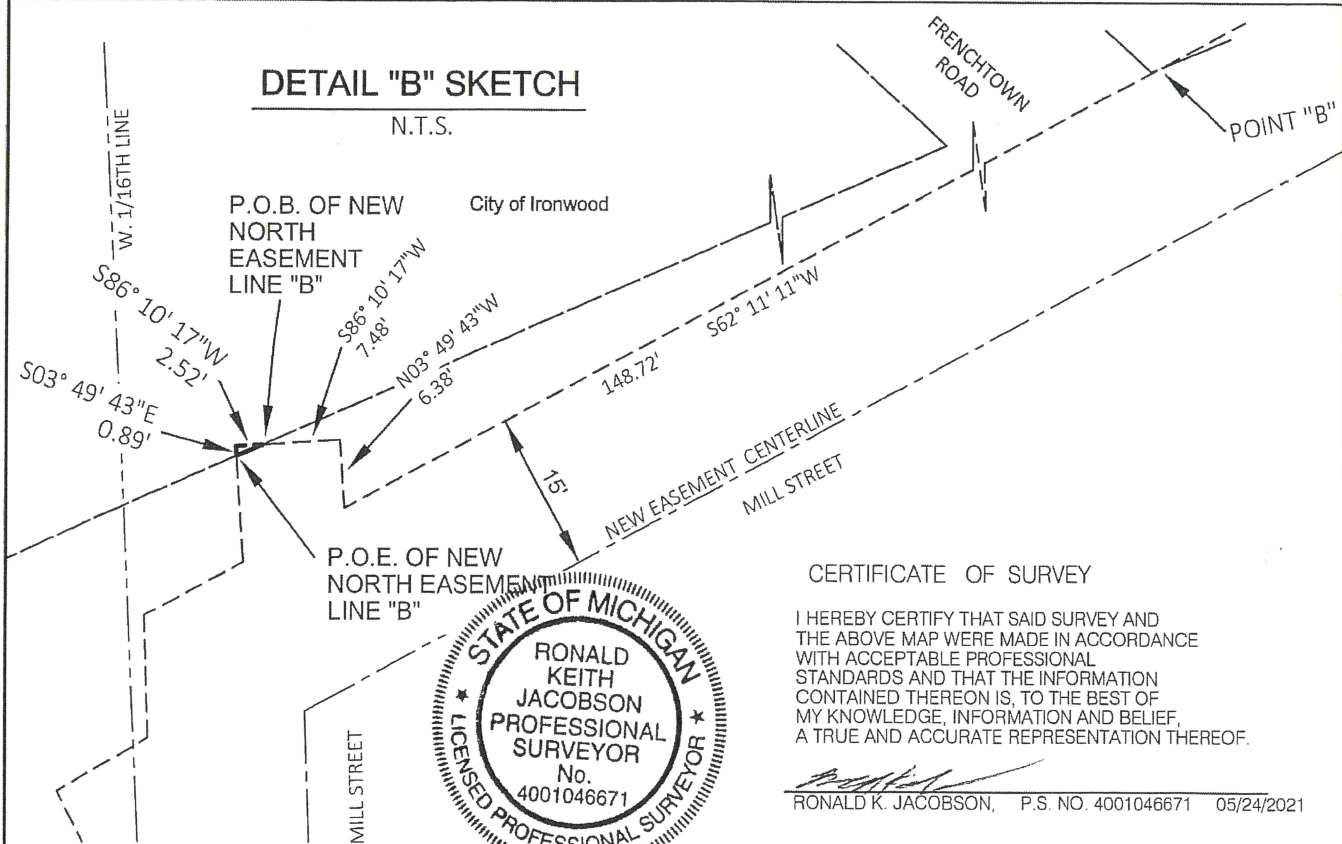 DETAIL "B" SKETCH
N.T.S.
W. 1/16TH LINE
P.O.B. OF NEW
NORTH
EASEMENT
LINE "B"
City of Ironwood
FRENCHTOWN
ROAD
POINT "B"
S86° 10' 17"W
2.52'
S03° 49' 43"E
0.89'
S86° 10' 17"W
7.48'
N03° 49' 43"W
6.38'
148.72'
S62° 11' 11"W
15'
NEW EASEMENT CENTERLINE
MILL STREET
P.O.E. OF NEW
NORTH EASEMENT
LINE "B"
MILL STREET
STATE OF MICHIGAN
RONALD
KEITH
JACOBSON
PROFESSIONAL
SURVEYOR
No.
4001046671
LICENSED PROFESSIONAL SURVEYOR
CERTIFICATE OF SURVEY
I HEREBY CERTIFY THAT SAID SURVEY AND
THE ABOVE MAP WERE MADE IN ACCORDANCE
WITH ACCEPTABLE PROFESSIONAL
STANDARDS AND THAT THE INFORMATION
CONTAINED THEREON IS, TO THE BEST OF
MY KNOWLEDGE, INFORMATION AND BELIEF,
A TRUE AND ACCURATE REPRESENTATION THEREOF.
RONALD K. JACOBSON, P.S. NO. 4001046671 05/24/2021